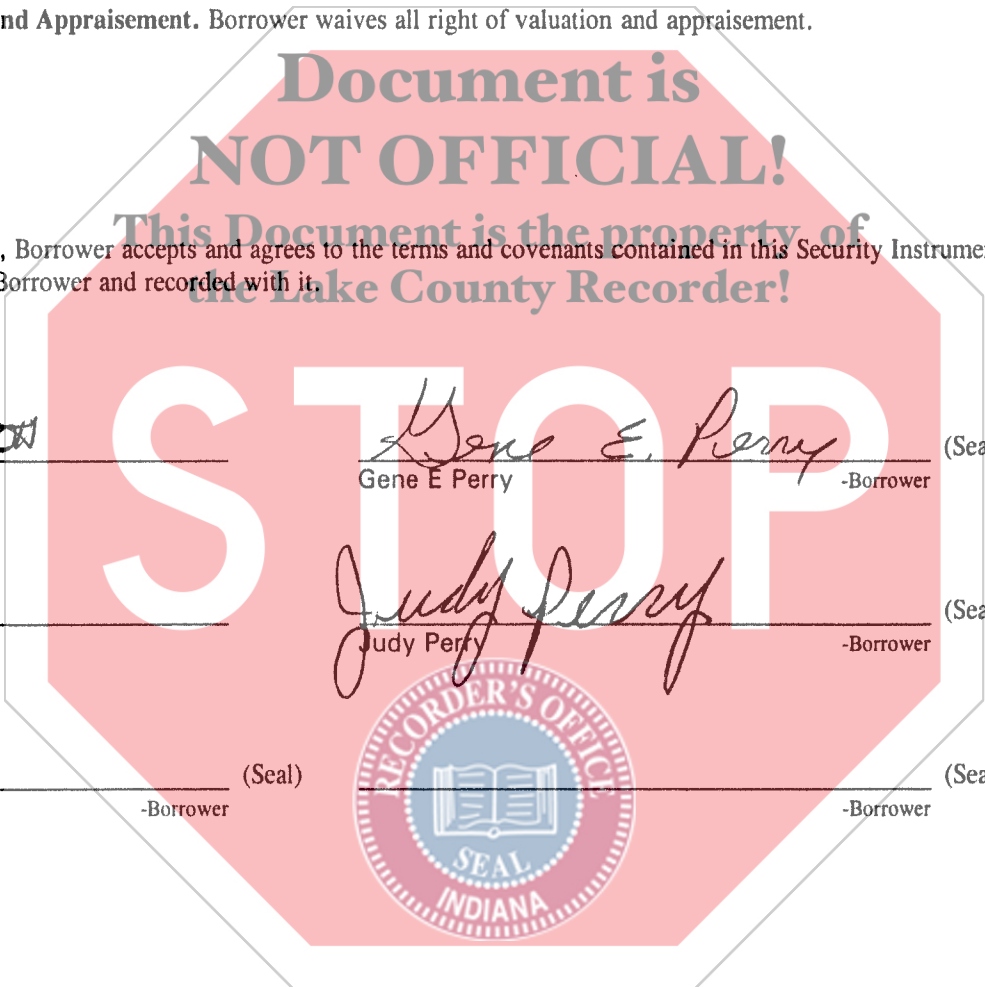 nd Appraisement. Borrower waives all right of valuation and appraisement.
Document is
NOT OFFICIAL!
This Document is the property of
the Lake County Recorder!
, Borrower accepts and agrees to the terms and covenants contained in this Security Instrume
Borrower and recorded with it.
STOP
Gene E. Perry (Sea
Gene E Perry -Borrower
Judy Perry (Sea
Judy Perry -Borrower
(Seal) (Sea
-Borrower -Borrower
RECORDER'S OFFICE
SEAL
INDIANA